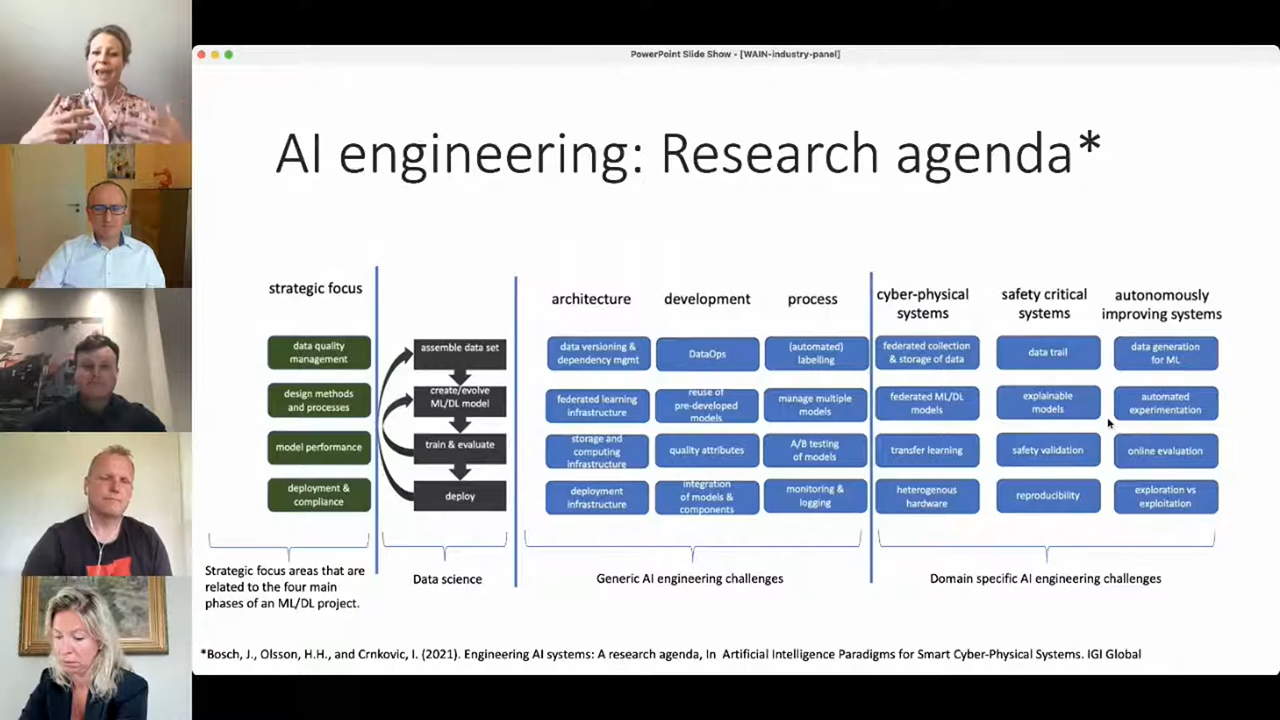 PowerPoint Slide Show - [WAIN-industry-panel]
AI engineering: Research agenda*
strategic focus
data quality
management
design methods
and processes
model performance
deployment &
compliance
Strategic focus areas that are
related to the four main
phases of an ML/DL project.
assemble data set
create/evolve
ML/DL model
train & evaluate
deploy
Data science
architecture
data versioning &
dependency mgmt
federated learning
infrastructure
storage and
computing
infrastructure
deployment
infrastructure
development
DataOps
reuse of
pre-developed
models
quality attributes
integration
of models &
components
process
(automated)
labelling
manage multiple
models
A/B testing
of models
monitoring &
logging
Generic AI engineering challenges
cyber-physical
systems
federated collection
& storage of data
federated ML/DL
models
transfer learning
heterogenous
hardware
safety critical
systems
data trail
explainable
models
safety validation
reproducibility
autonomously
improving systems
data generation
for ML
automated
experimentation
online evaluation
exploration vs
exploitation
Domain specific AI engineering challenges
*Bosch, J., Olsson, H.H., and Crnkovic, I. (2021). Engineering AI systems: A research agenda, In Artificial Intelligence Paradigms for Smart Cyber-Physical Systems. IGI Global